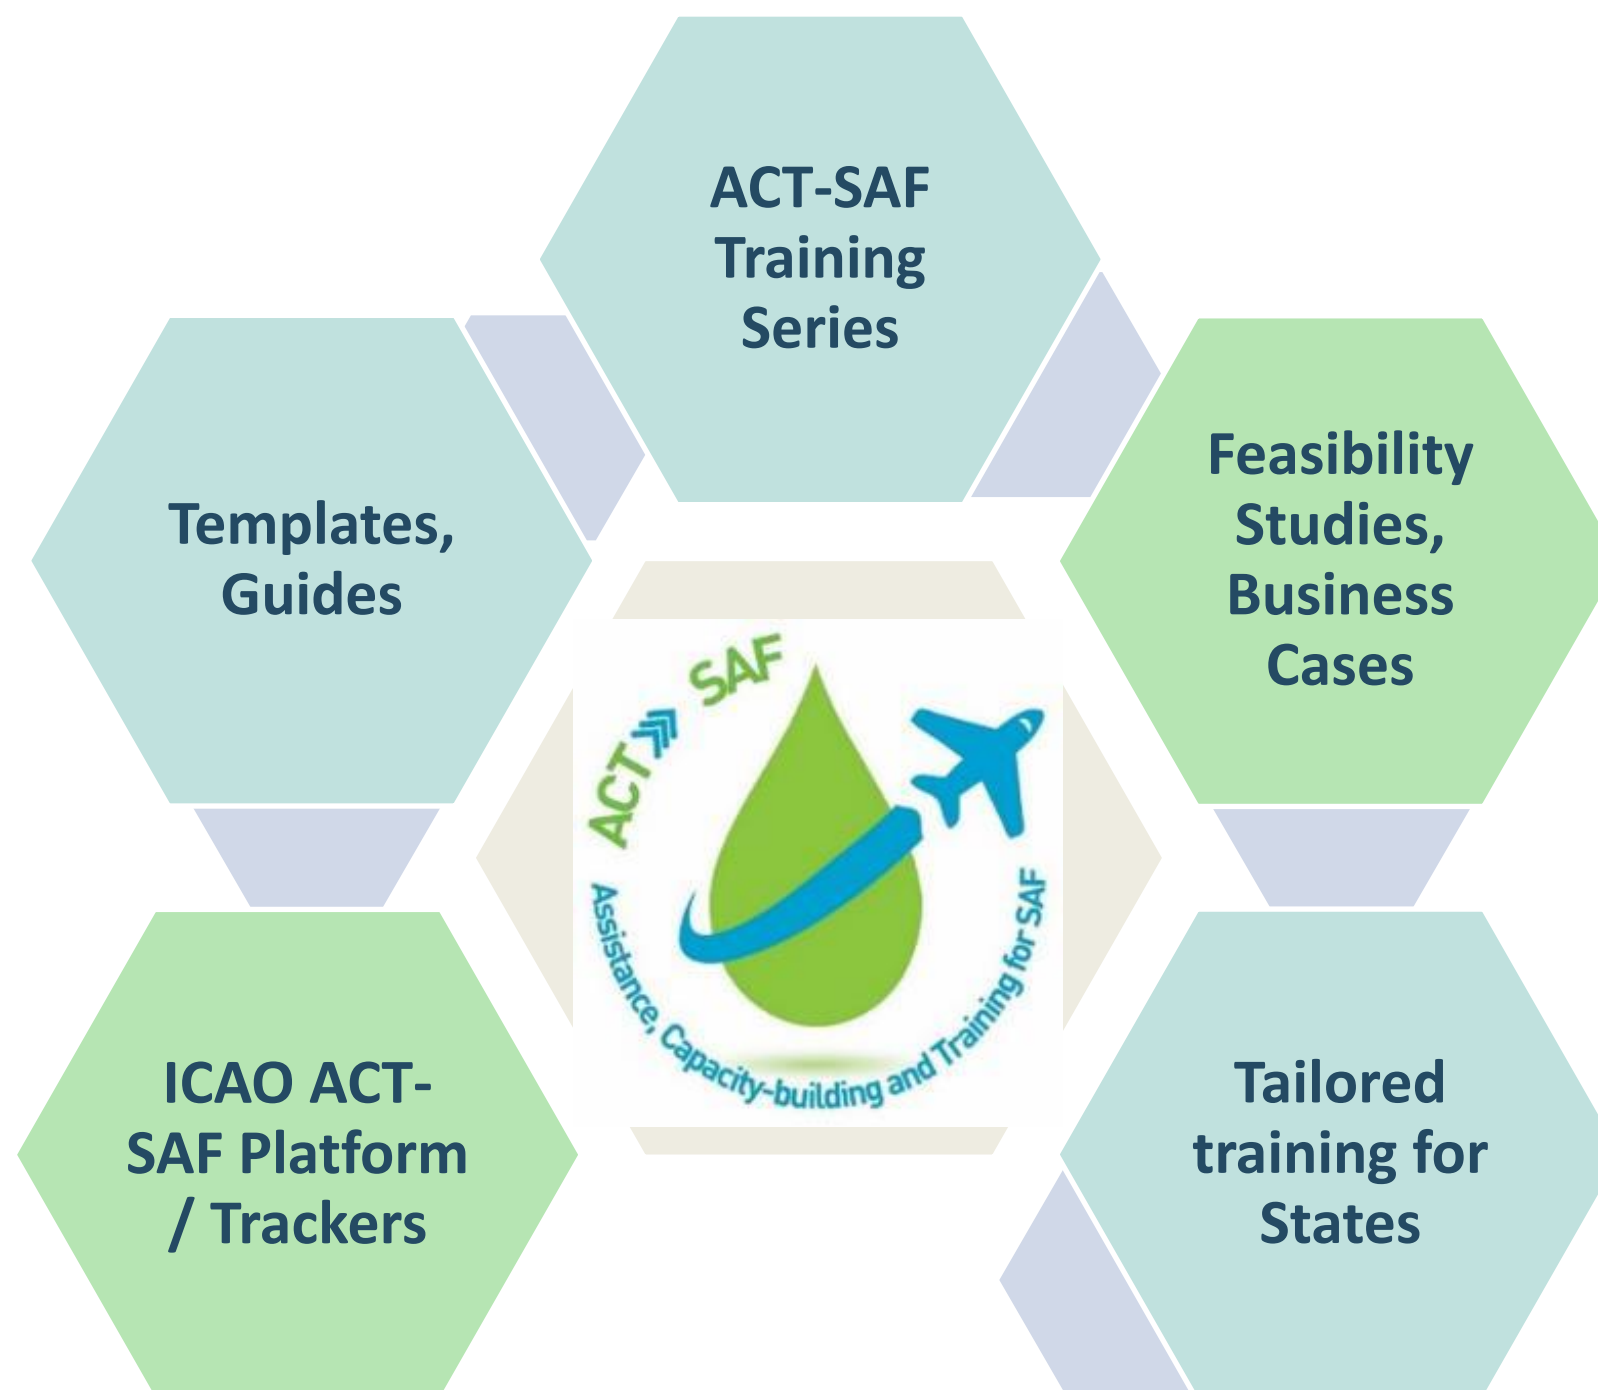 ACT-SAF
Training
Series
Feasibility
Studies,
Business
Cases
Templates,
Guides
ACT SAF
Assistance, Capacity-building and Training for SAF
ICAO ACT-
SAF Platform
/ Trackers
Tailored
training for
States